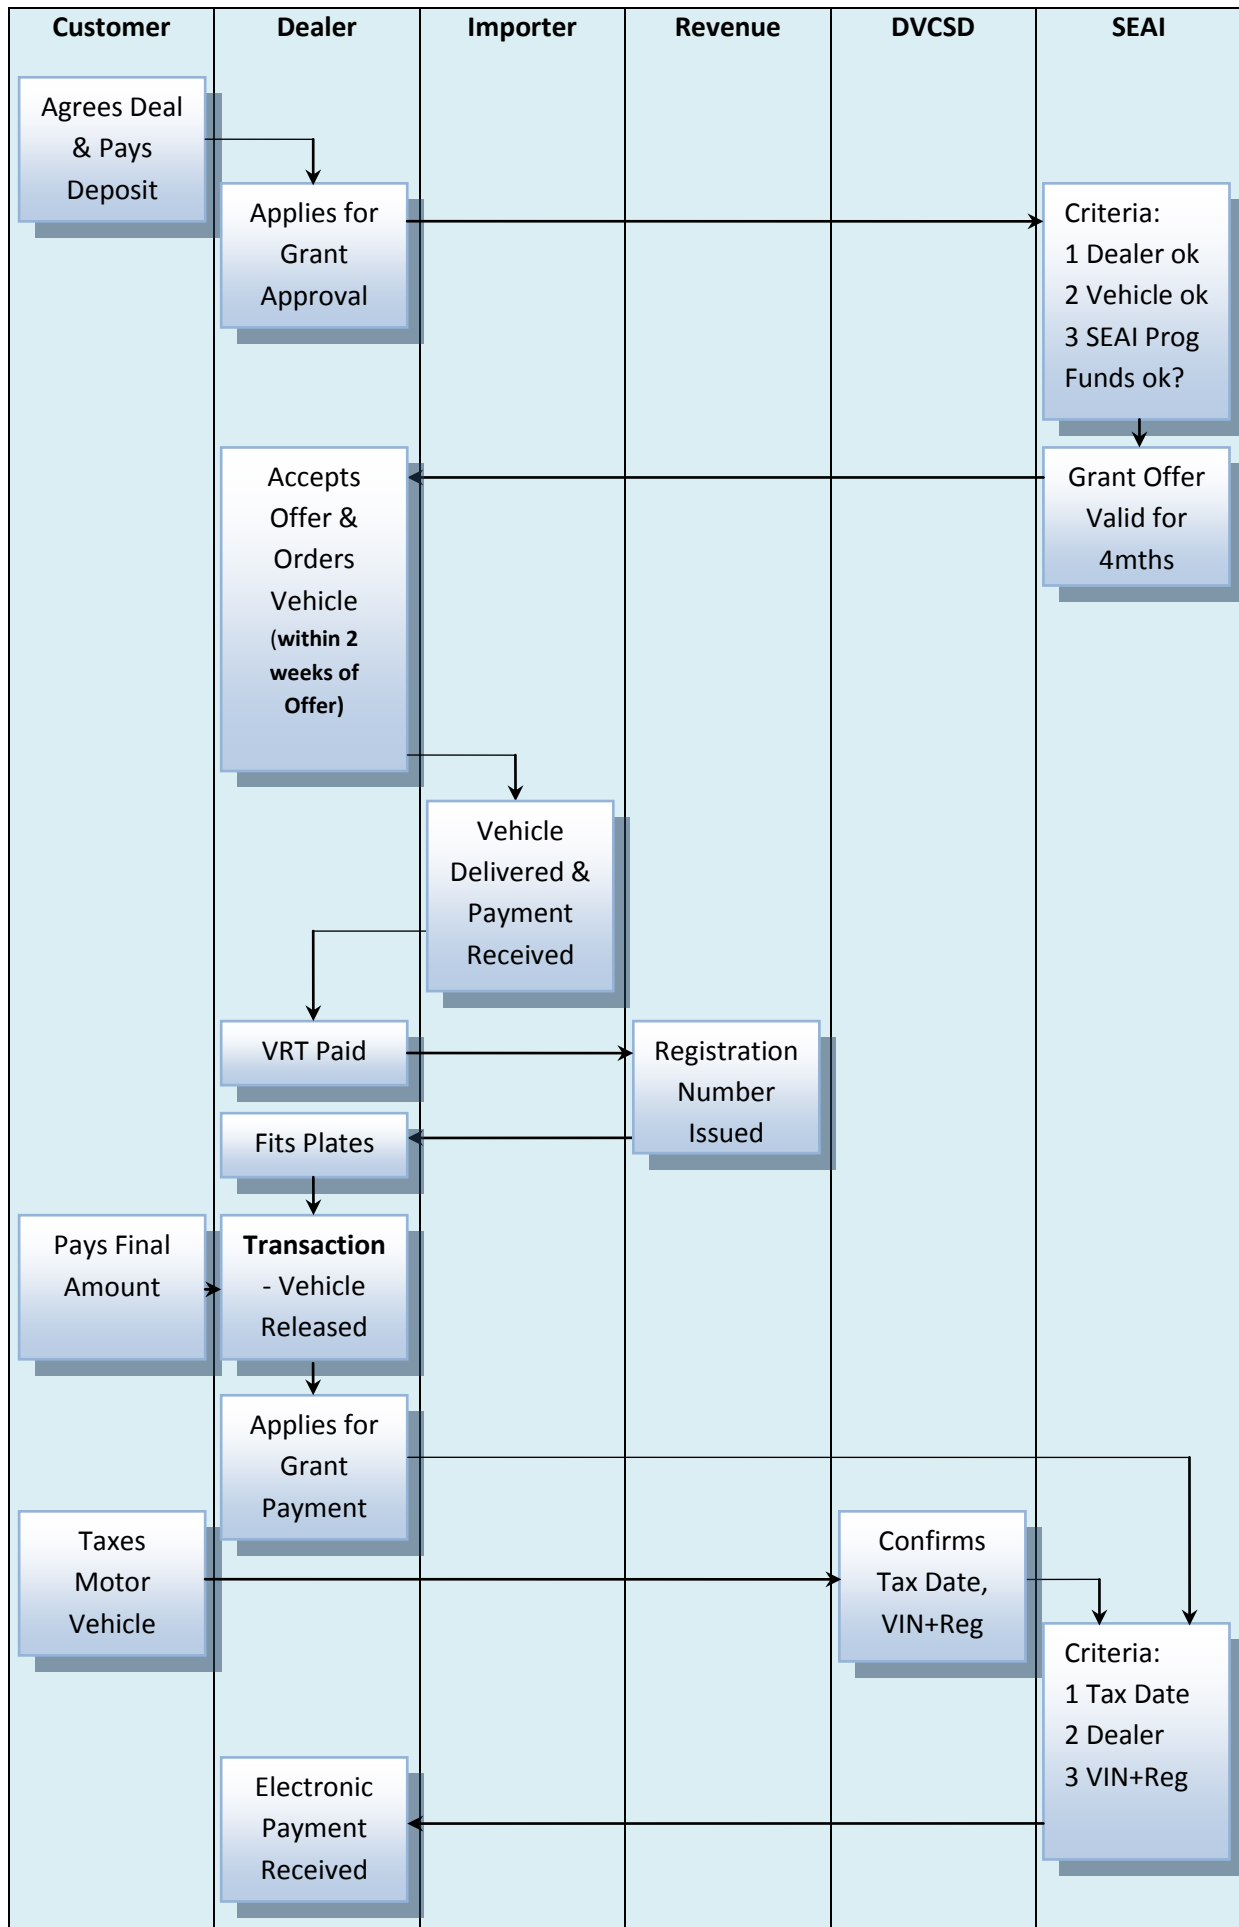 Customer
Dealer
Importer
Revenue
DVCSD
SEAI
Agrees Deal
& Pays
Deposit
Applies for
Grant
Approval
Criteria:
1 Dealer ok
2 Vehicle ok
3 SEAI Prog
Funds ok?
Grant Offer
Valid for
4mths
Accepts
Offer &
Orders
Vehicle
(within 2
weeks of
Offer)
Vehicle
Delivered &
Payment
Received
VRT Paid
Registration
Number
Issued
Fits Plates
Pays Final
Amount
Transaction
- Vehicle
Released
Applies for
Grant
Payment
Taxes
Motor
Vehicle
Confirms
Tax Date,
VIN+Reg
Criteria:
1 Tax Date
2 Dealer
3 VIN+Reg
Electronic
Payment
Received